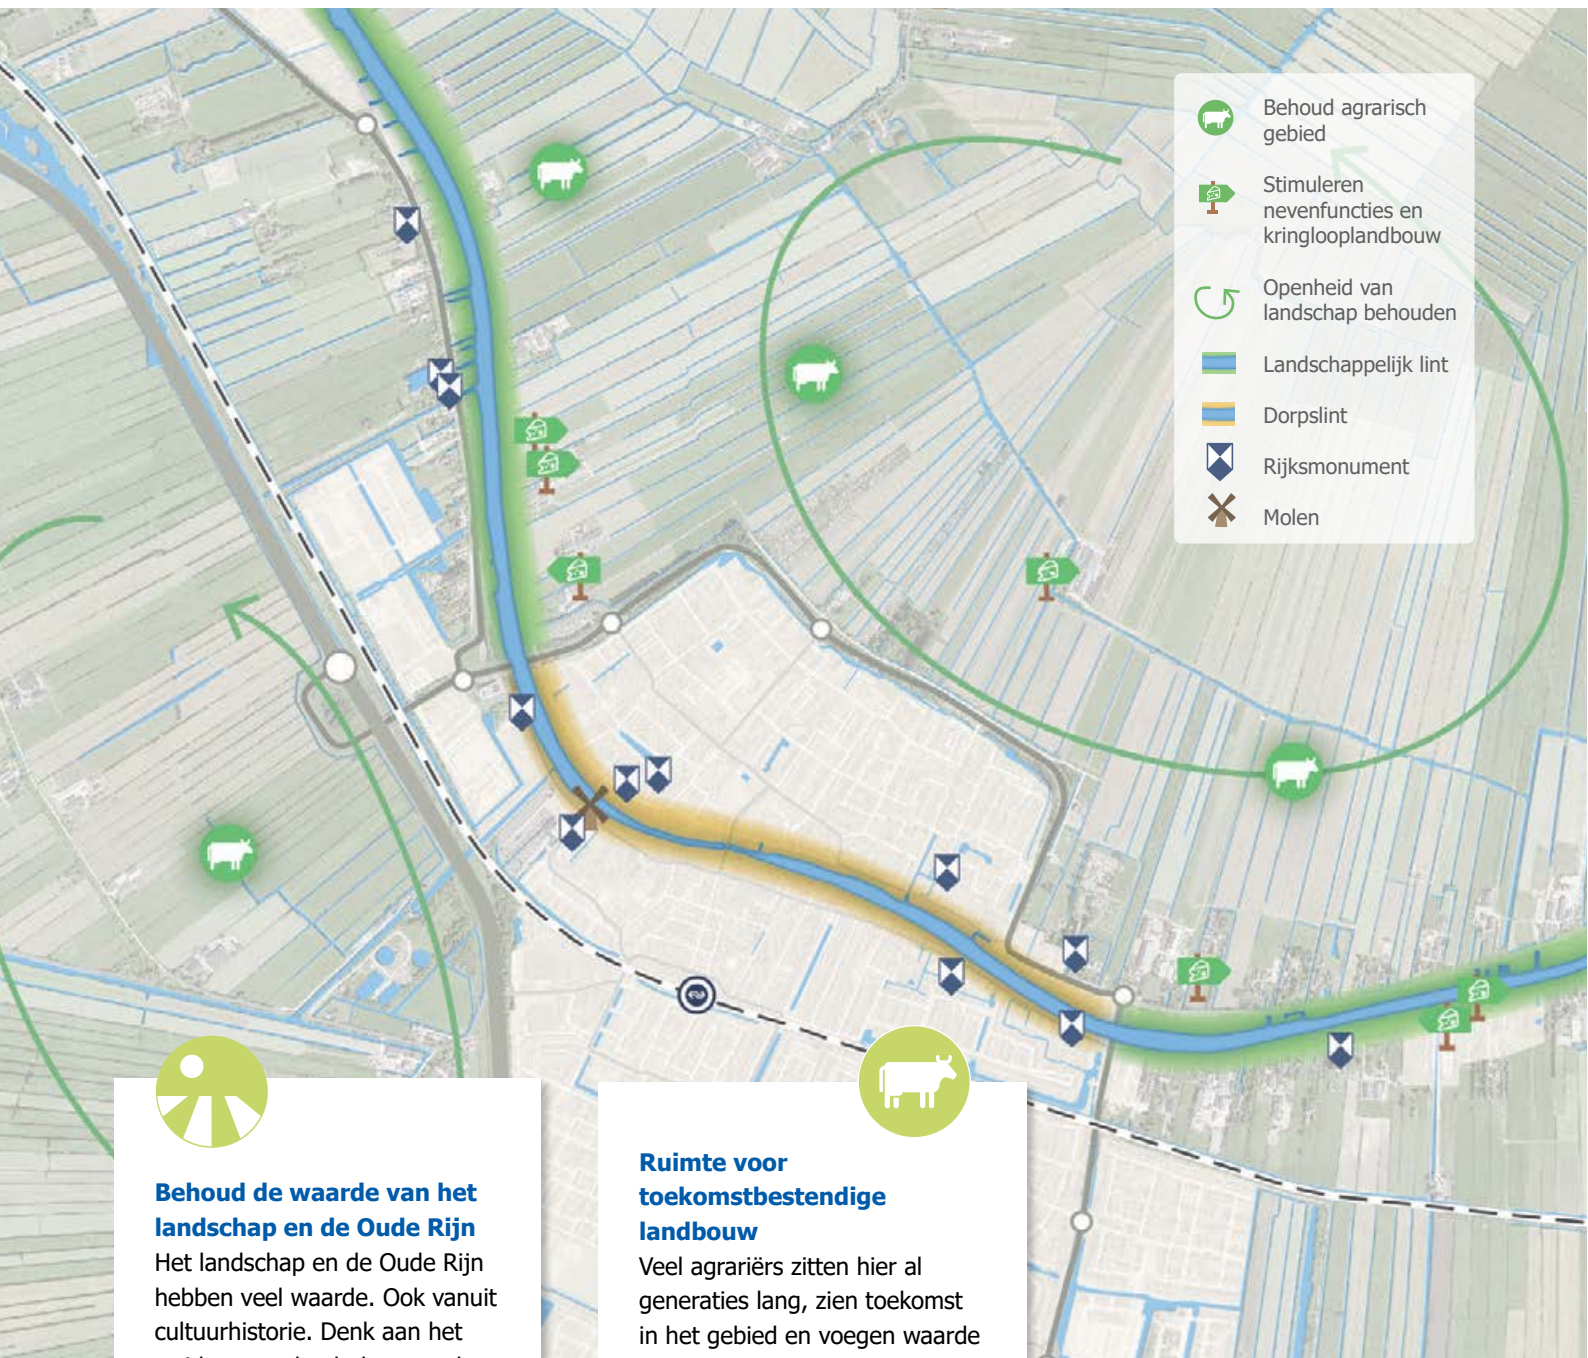 Behoud agrarisch
gebied
Stimuleren
nevenfuncties en
kringlooplandbouw
Openheid van
landschap behouden
Landschappelijk lint
Dorpslint
Rijksmonument
Molen
Behoud de waarde van het
landschap en de Oude Rijn
Het landschap en de Oude Rijn
hebben veel waarde. Ook vanuit
cultuurhistorie. Denk aan het
Ruimte voor
toekomstbestendige
landbouw
Veel agrariërs zitten hier al
generaties lang, zien toekomst
in het gebied en voegen waarde